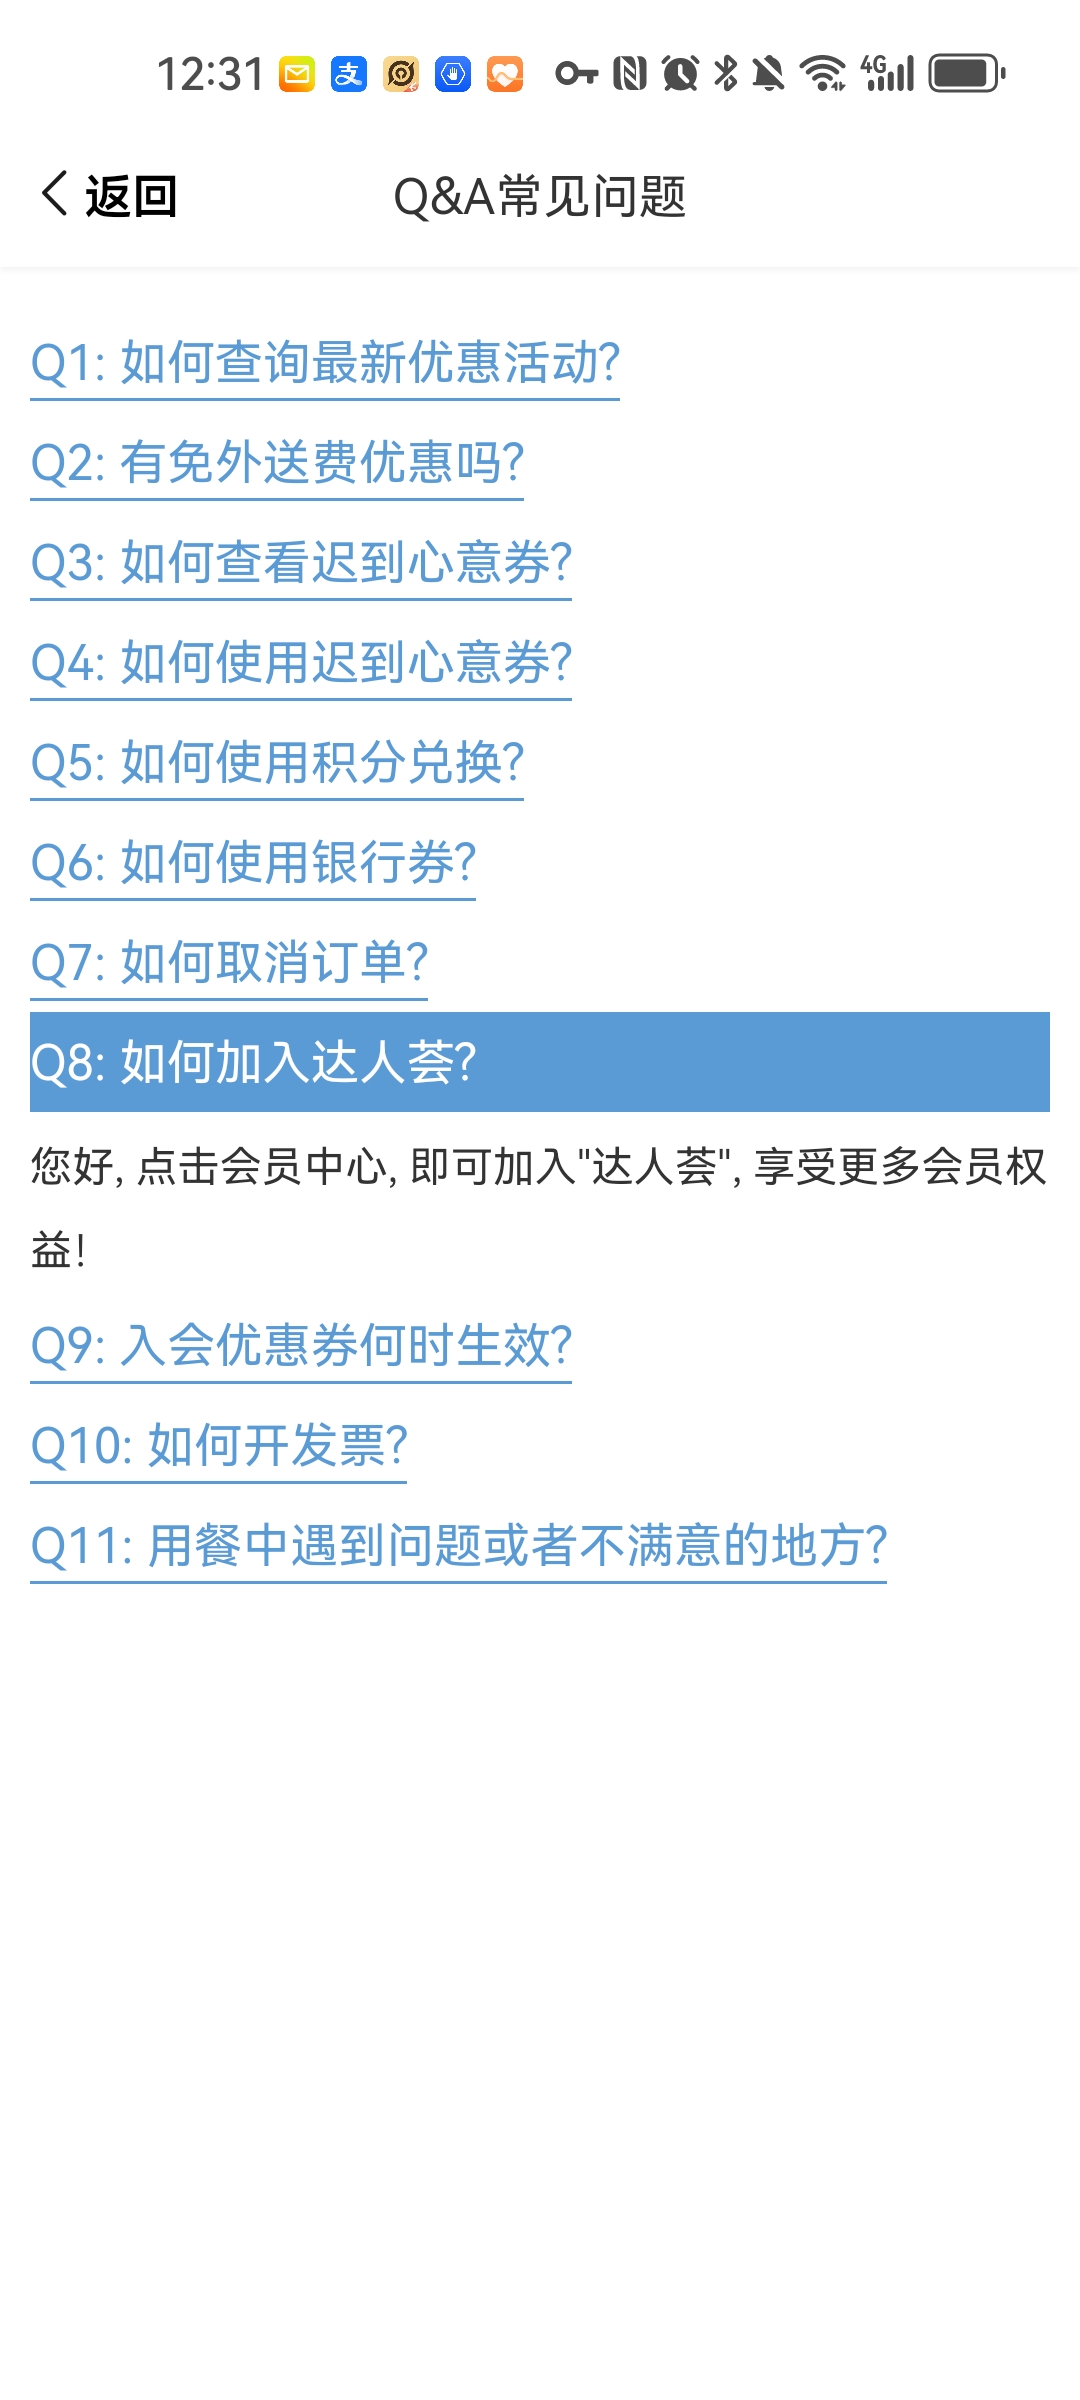 12:31
4G
返回
Q&A常见问题
Q1: 如何查询最新优惠活动?
Q2: 有免外送费优惠吗?
Q3: 如何查看迟到心意券?
Q4: 如何使用迟到心意券?
Q5: 如何使用积分兑换?
Q6: 如何使用银行券?
Q7: 如何取消订单?
Q8: 如何加入达人荟?
您好, 点击会员中心, 即可加入"达人荟", 享受更多会员权
益!
Q9: 入会优惠券何时生效?
Q10: 如何开发票?
Q11: 用餐中遇到问题或者不满意的地方?